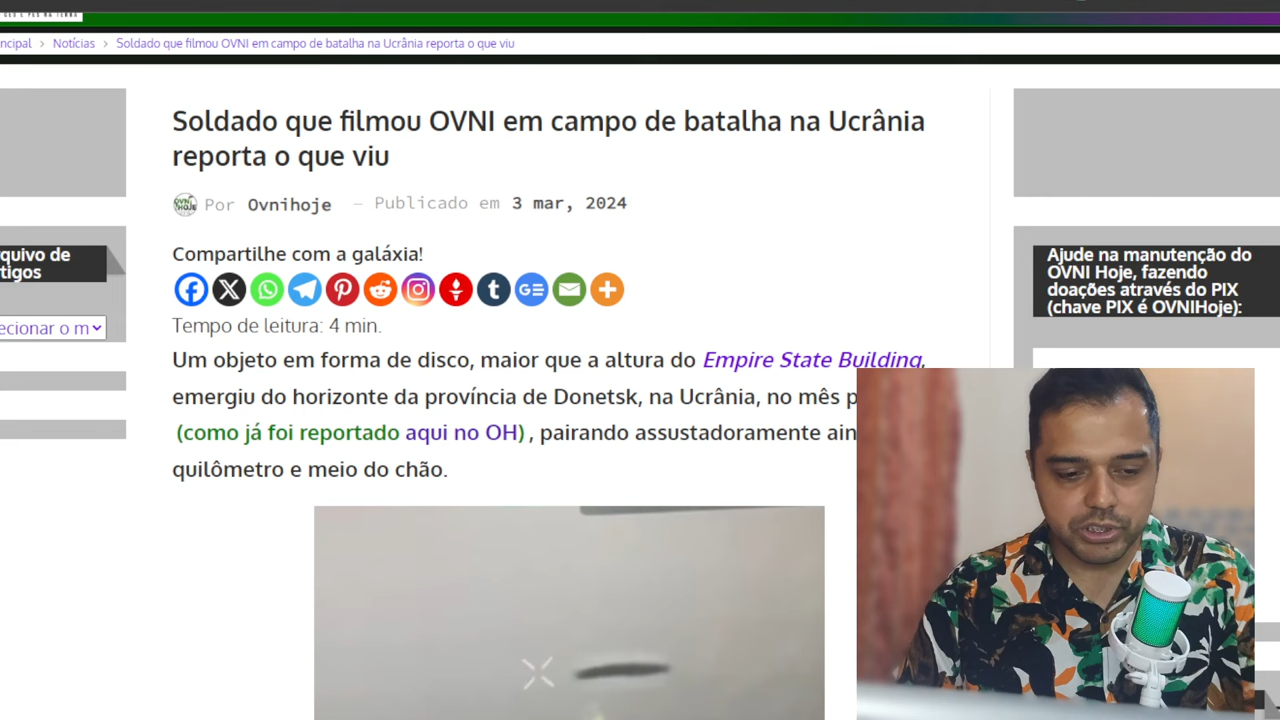 Principal > Notícias > Soldado que filmou OVNI em campo de batalha na Ucrânia reporta o que viu
Soldado que filmou OVNI em campo de batalha na Ucrânia
reporta o que viu
Por Ovnihoje – Publicado em 3 mar, 2024
Compartilhe com a galáxia!
Tempo de leitura: 4 min.
Um objeto em forma de disco, maior que a altura do Empire State Building,
emergiu do horizonte da província de Donetsk, na Ucrânia, no mês
(como já foi reportado aqui no OH), pairando assustadoramente
quilômetro e meio do chão.
Ajude na manutenção do
OVNI Hoje, fazendo
doações através do PIX
(chave PIX é OVNIHoje):